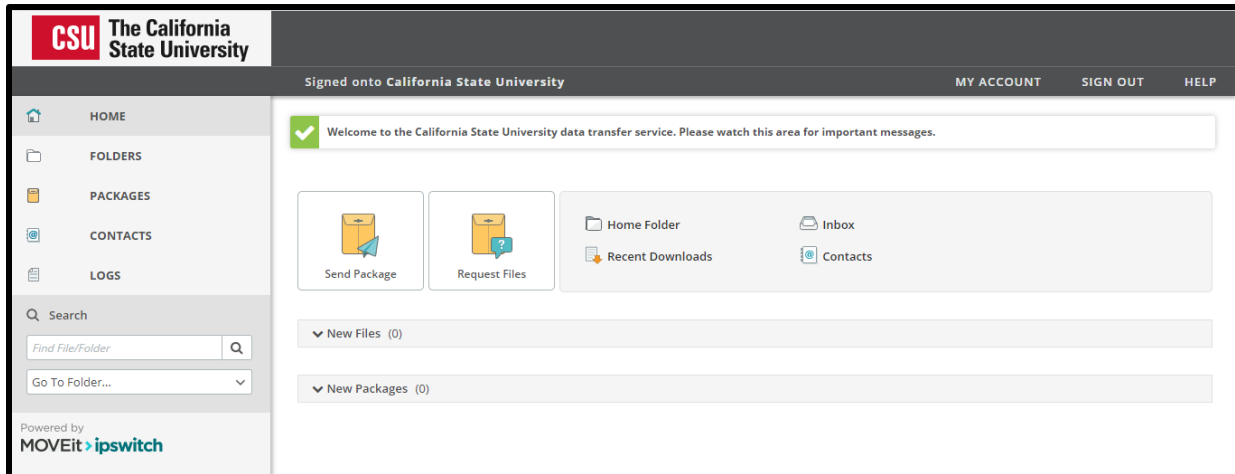 CSU The California
State University
Signed onto California State University
MY ACCOUNT SIGN OUT HELP
HOME
FOLDERS
PACKAGES
CONTACTS
LOGS
Search
Find File/Folder
Go To Folder...
Powered by
MOVEit>ipswitch
Welcome to the California State University data transfer service. Please watch this area for important messages.
Send Package
Request Files
Home Folder
Inbox
Recent Downloads
Contacts
New Files (0)
New Packages (0)